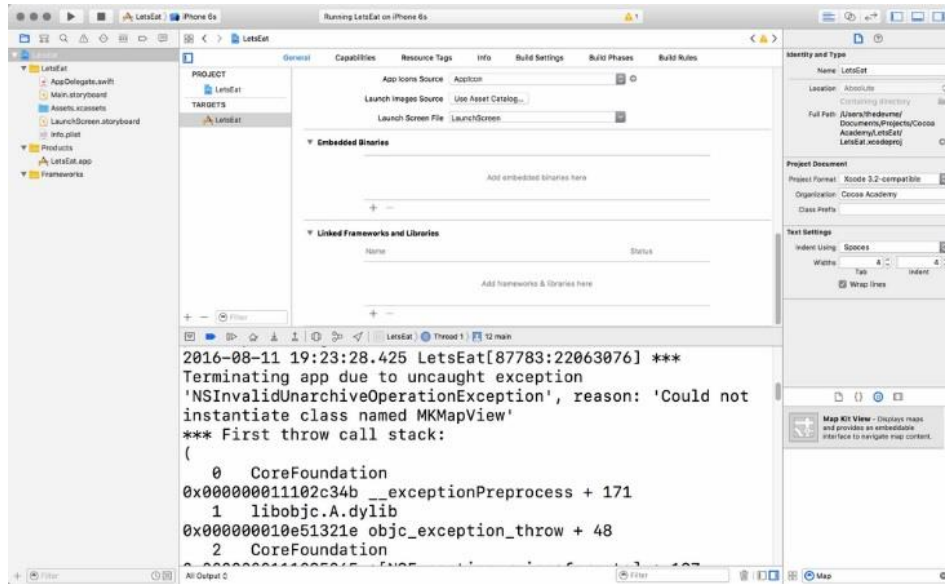 LetsEat
iPhone 6s
Running LetsEat on iPhone 6s
1
LetsEat
General
Capabilities
Resource Tags
Info
Build Settings
Build Phases
Build Rules
LetsEat
AppDelegate.swift
Main.storyboard
Assets.xcassets
LaunchScreen.storyboard
Info.plist
Products
LetsEat.app
Frameworks
PROJECT
LetsEat
TARGETS
LetsEat
App Icons Source AppIcon
Launch Images Source Use Asset Catalog...
Launch Screen File LaunchScreen
Embedded Binaries
Add embedded binaries here
+ −
Linked Frameworks and Libraries
Name Status
Add frameworks & libraries here
+ −
+ − Filter
LetsEat Thread 1 12 main
2016-08-11 19:23:28.425 LetsEat[87783:22063076] ***
Terminating app due to uncaught exception
'NSInvalidUnarchiveOperationException', reason: 'Could not
instantiate class named MKMapView'
*** First throw call stack:
(
0 CoreFoundation
0x000000011102c34b __exceptionPreprocess + 171
1 libobjc.A.dylib
0x000000010e51321e objc_exception_throw + 48
2 CoreFoundation
All Output
Filter
+ Filter
Identity and Type
Name LetsEat
Location Absolute
Containing directory
Full Path /Users/thedevme/
Documents/Projects/Cocoa
Academy/LetsEat/
LetsEat.xcodeproj
Project Document
Project Format Xcode 3.2-compatible
Organization Cocoa Academy
Class Prefix
Text Settings
Indent Using Spaces
Widths 4 4
Tab Indent
Wrap lines
Map Kit View - Displays maps
and provides an embeddable
interface to navigate map content.
Map